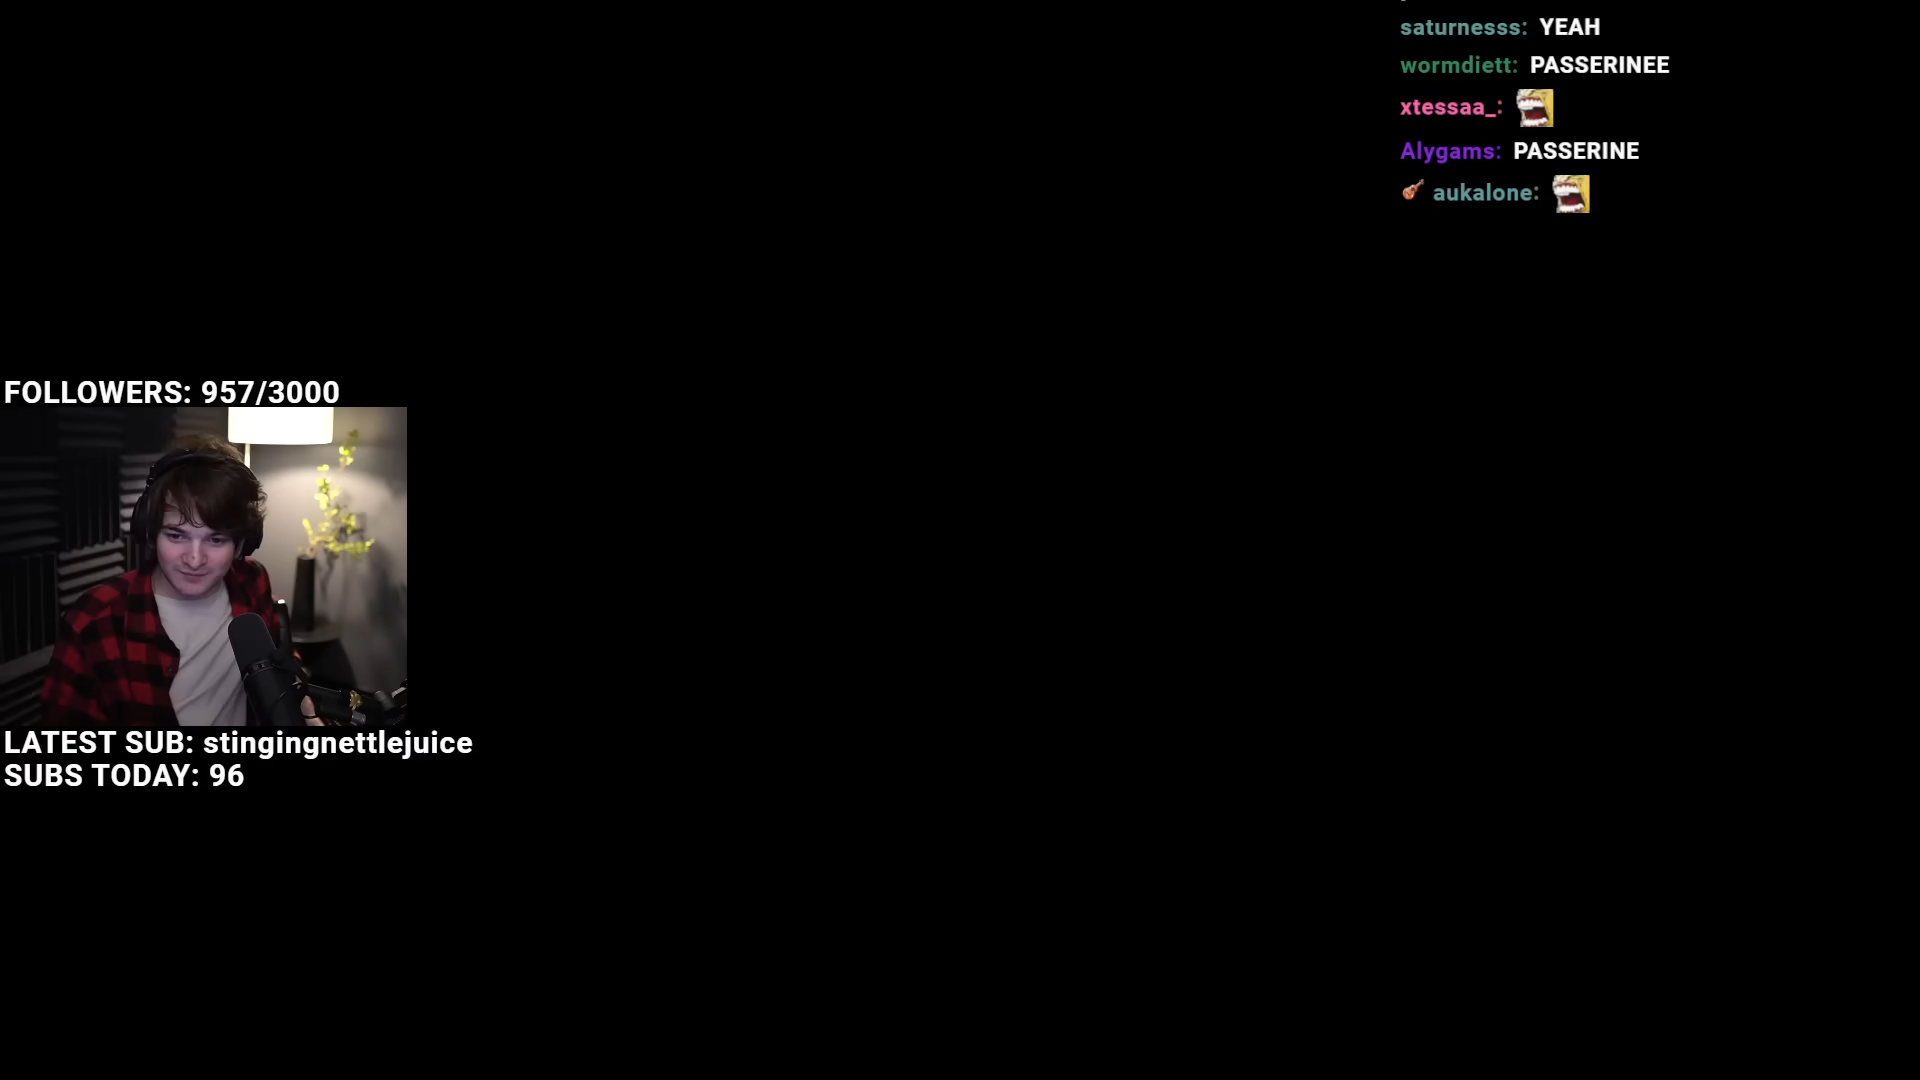 saturnesss: YEAH
wormdiett: PASSERINEE
xtessaa_:
Alygams: PASSERINE
aukalone:
FOLLOWERS: 957/3000
LATEST SUB: stingingnettlejuice
SUBS TODAY: 96